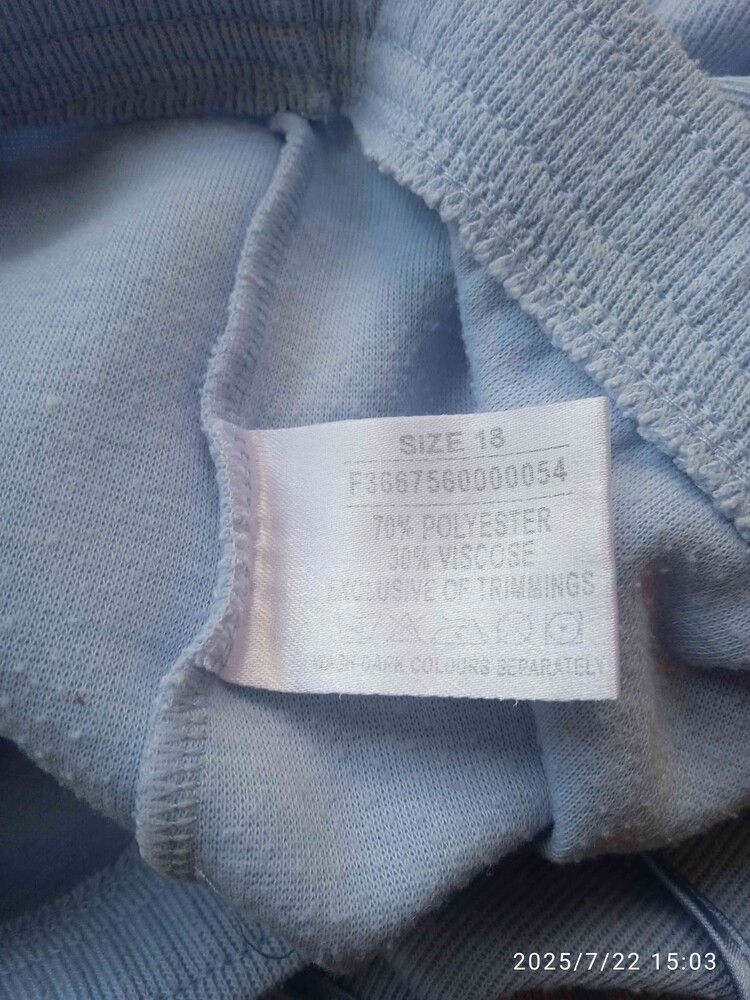 SIZE 18
F3667560000054
70% POLYESTER
30% VISCOSE
EXCLUSIVE OF TRIMMINGS
WASH DARK COLOURS SEPARATELY
2025/7/22 15:03